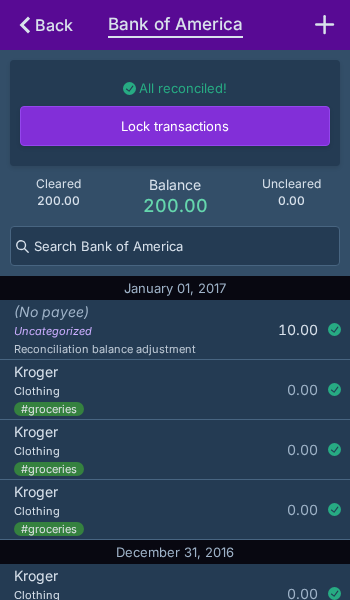 Back
Bank of America
All reconciled!
Lock transactions
Cleared
200.00
Balance
200.00
Uncleared
0.00
Search Bank of America
January 01, 2017
(No payee)
Uncategorized
Reconciliation balance adjustment
10.00
Kroger
Clothing
#groceries
0.00
Kroger
Clothing
#groceries
0.00
Kroger
Clothing
#groceries
0.00
December 31, 2016
Kroger
Clothing
0.00